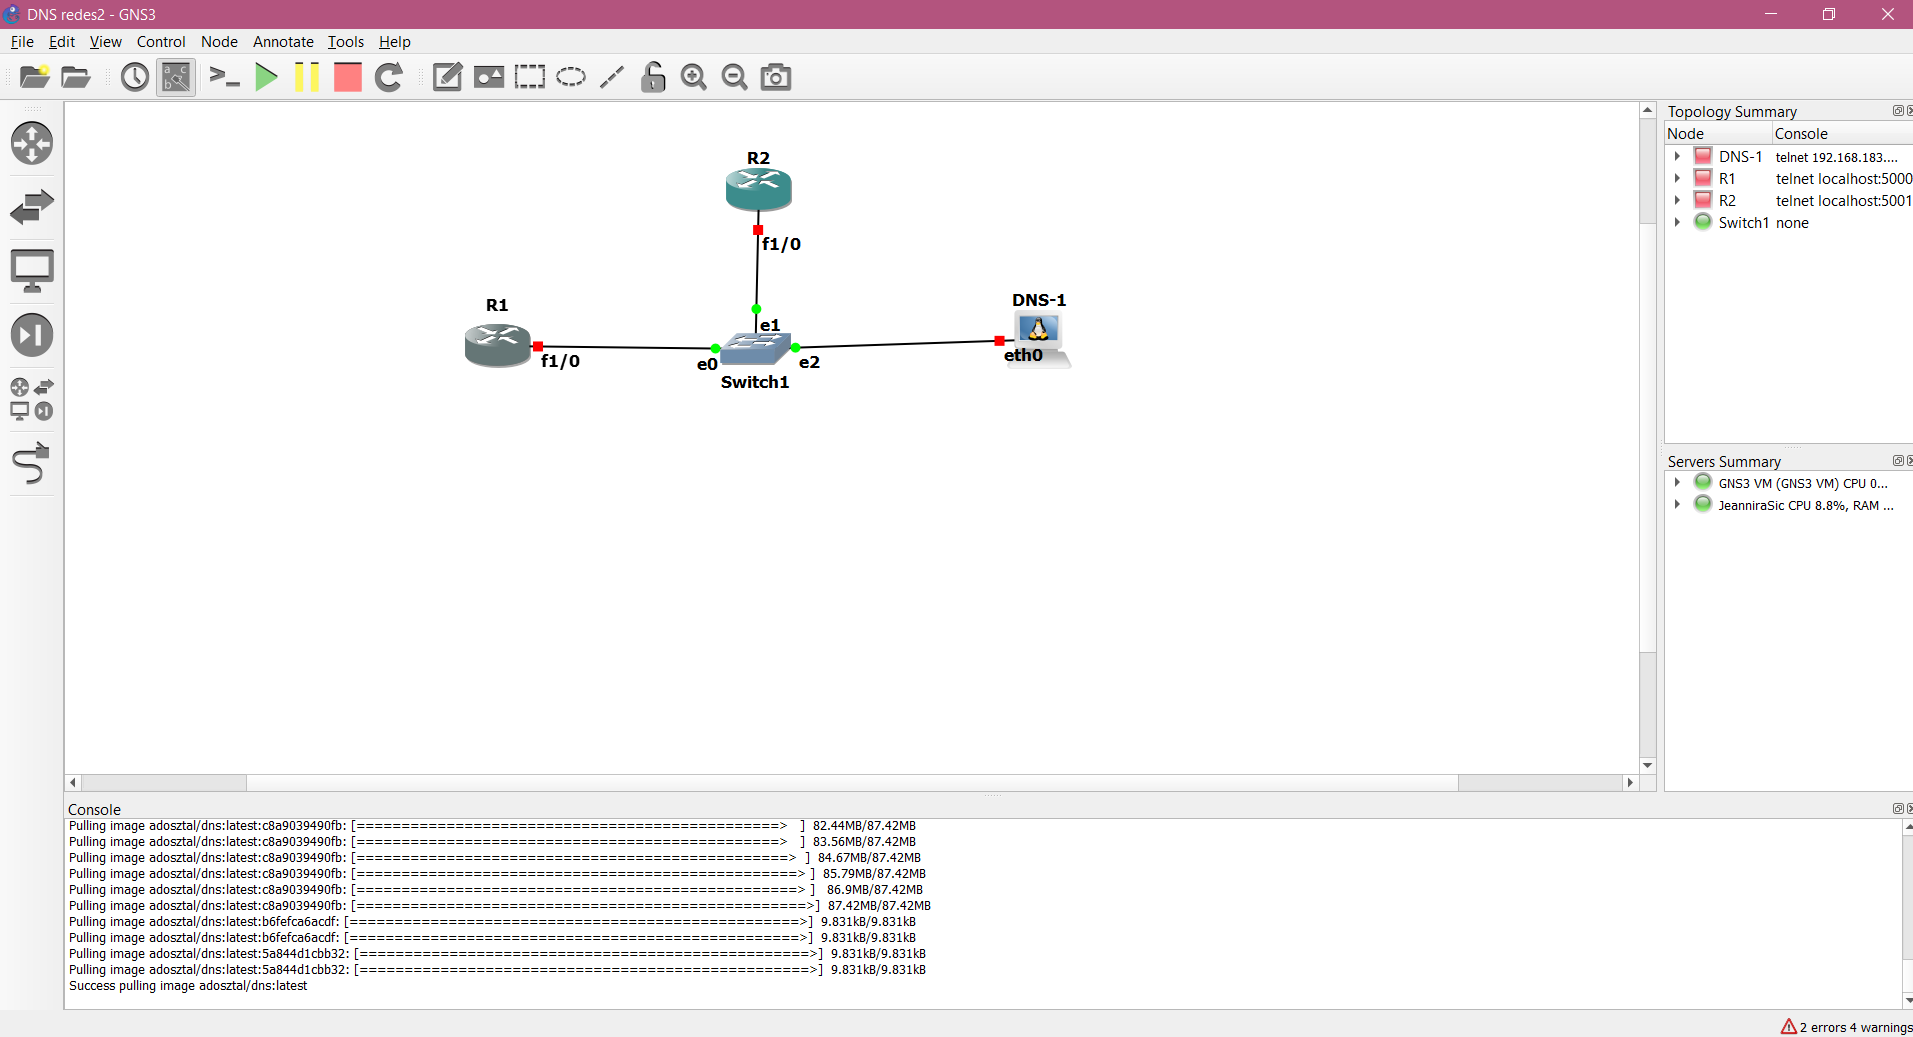 DNS redes2 - GNS3
File Edit View Control Node Annotate Tools Help
Topology Summary
Node Console
DNS-1 telnet 192.168.183....
R1 telnet localhost:5000
R2 telnet localhost:5001
Switch1 none
R2
f1/0
R1
f1/0
e1
e0
e2
Switch1
DNS-1
eth0
Servers Summary
GNS3 VM (GNS3 VM) CPU 0...
JeanniraSic CPU 8.8%, RAM ...
Console
Pulling image adosztal/dns:latest:c8a9039490fb: [===============================================>   ] 82.44MB/87.42MB
Pulling image adosztal/dns:latest:c8a9039490fb: [===============================================>   ] 83.56MB/87.42MB
Pulling image adosztal/dns:latest:c8a9039490fb: [================================================>  ] 84.67MB/87.42MB
Pulling image adosztal/dns:latest:c8a9039490fb: [=================================================> ] 85.79MB/87.42MB
Pulling image adosztal/dns:latest:c8a9039490fb: [=================================================> ] 86.9MB/87.42MB
Pulling image adosztal/dns:latest:c8a9039490fb: [==================================================>] 87.42MB/87.42MB
Pulling image adosztal/dns:latest:b6fefca6acdf: [==================================================>] 9.831kB/9.831kB
Pulling image adosztal/dns:latest:b6fefca6acdf: [==================================================>] 9.831kB/9.831kB
Pulling image adosztal/dns:latest:5a844d1cbb32: [==================================================>] 9.831kB/9.831kB
Pulling image adosztal/dns:latest:5a844d1cbb32: [==================================================>] 9.831kB/9.831kB
Success pulling image adosztal/dns:latest
2 errors 4 warnings